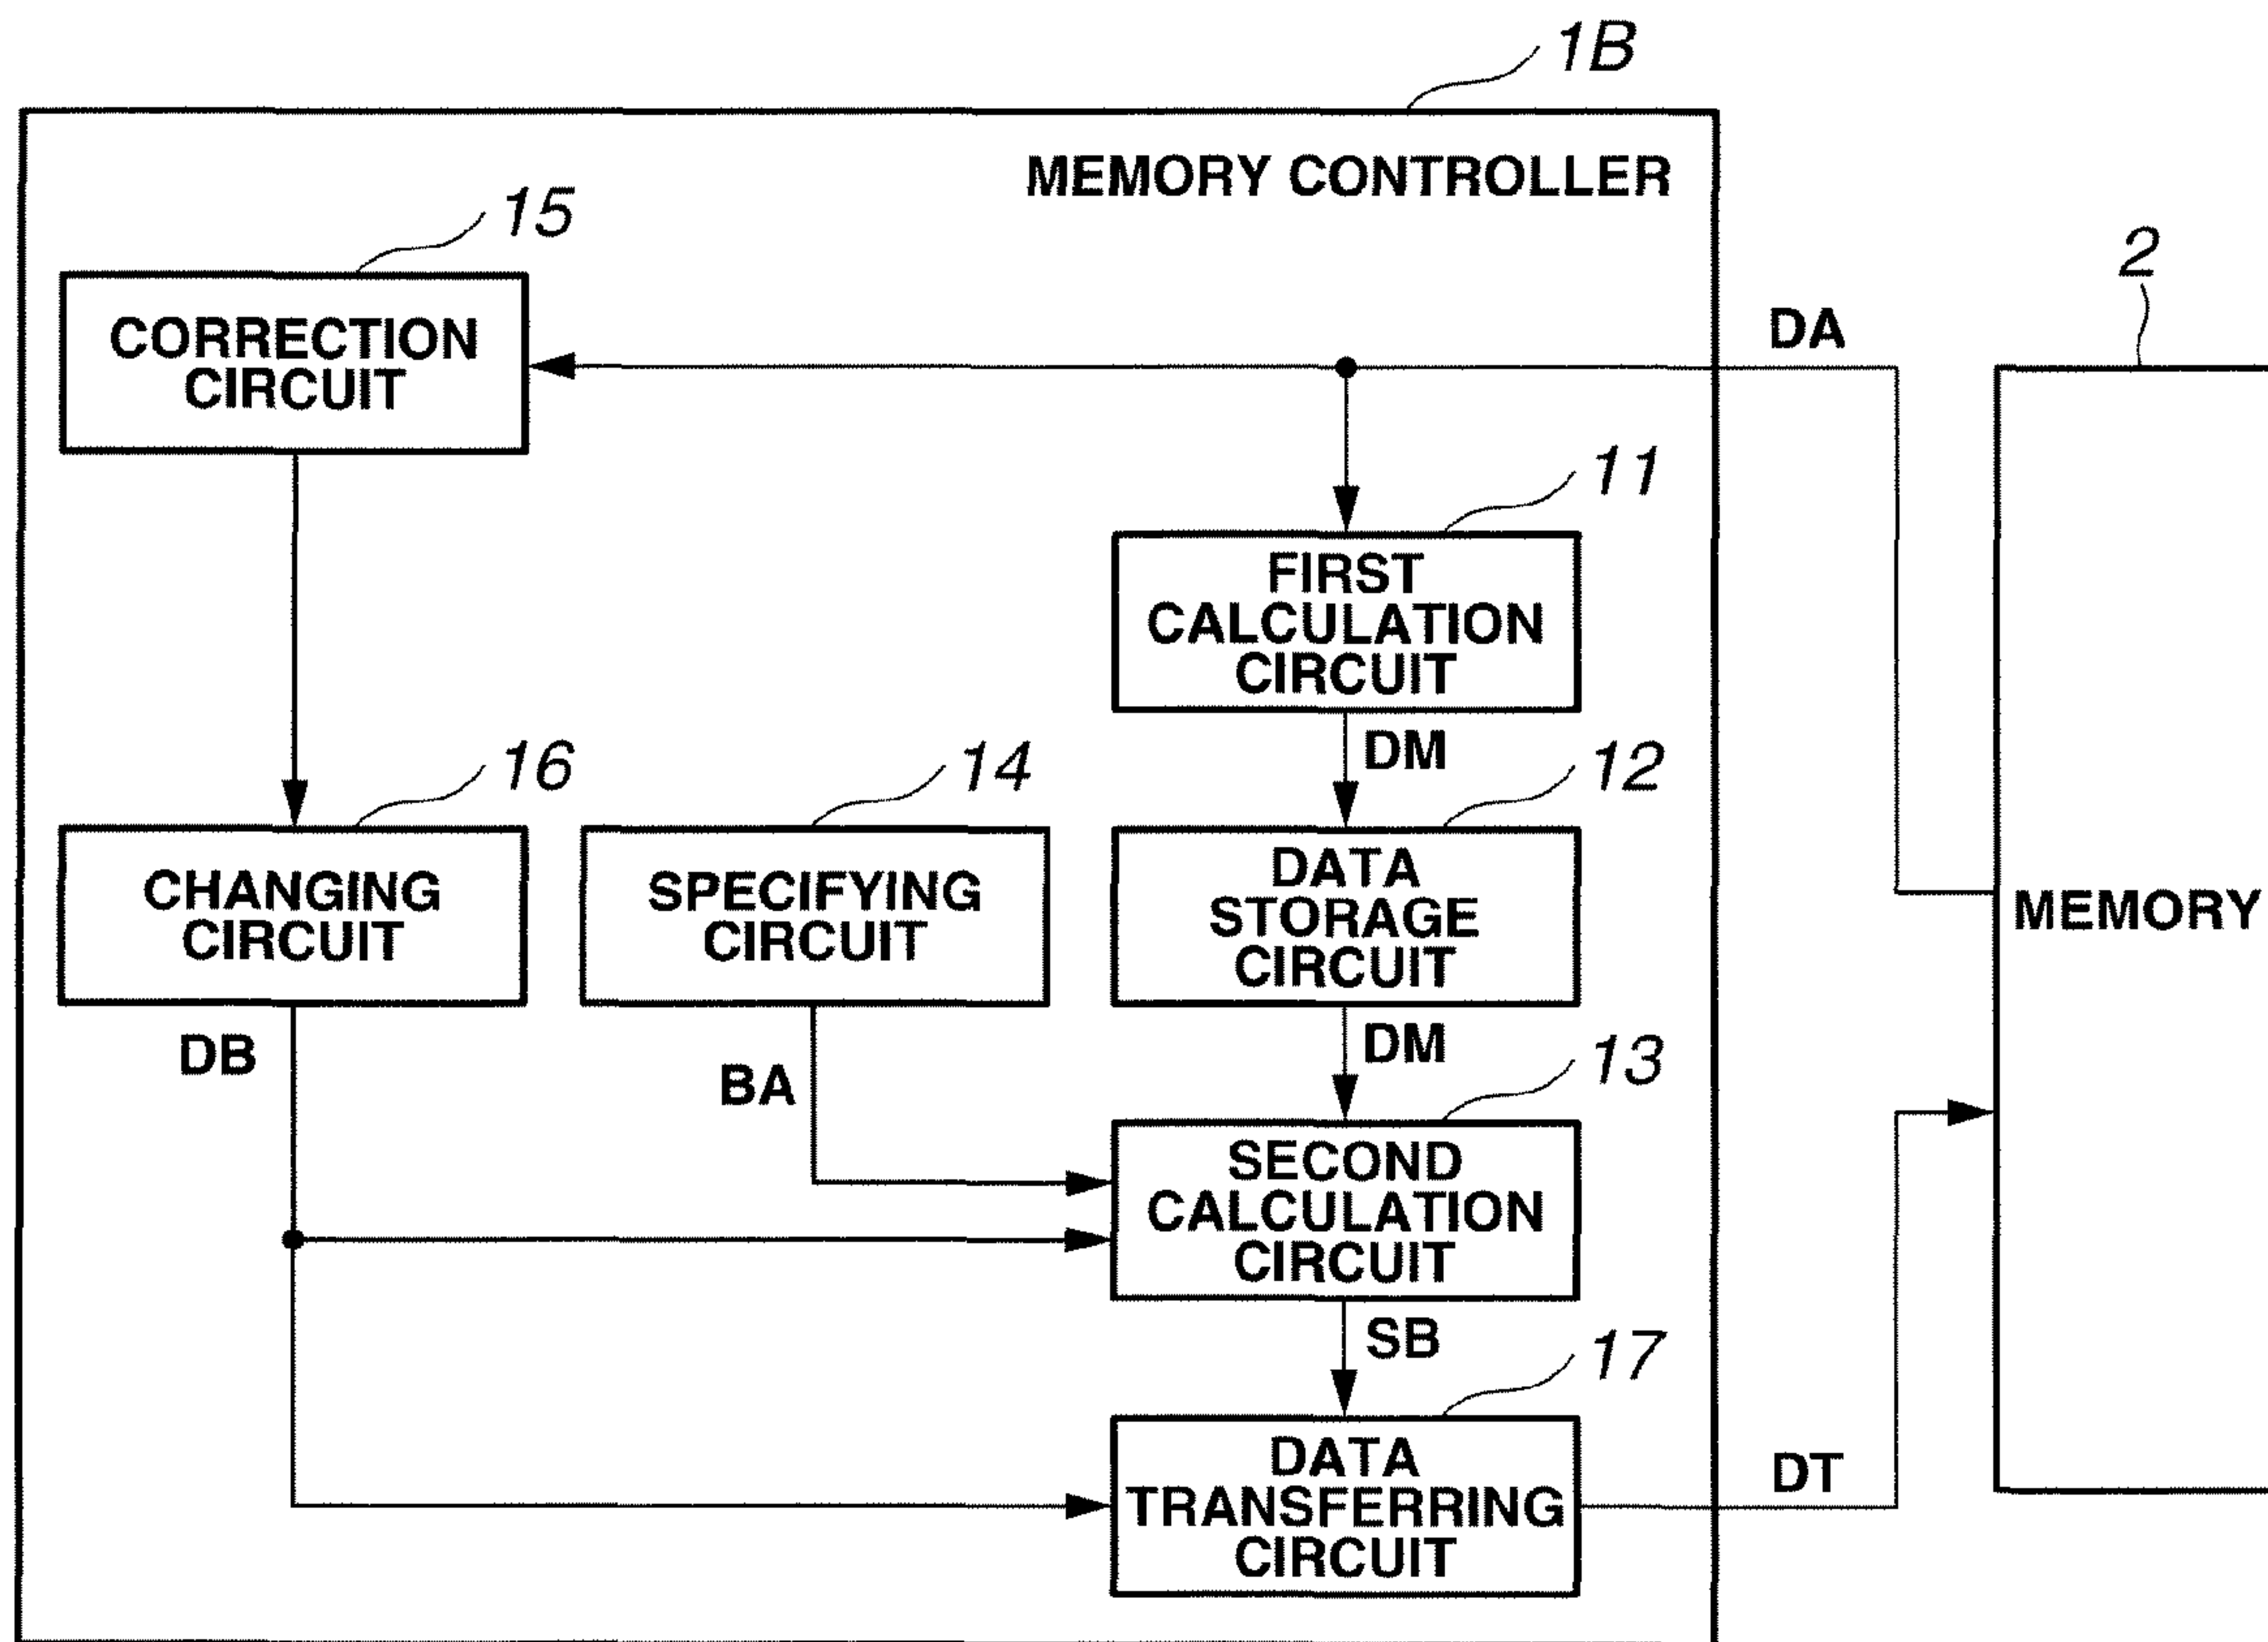 1B
MEMORY CONTROLLER
15
2
CORRECTION
CIRCUIT
DA
11
FIRST
CALCULATION
CIRCUIT
DM
16
14
12
CHANGING
CIRCUIT
SPECIFYING
CIRCUIT
DATA
STORAGE
CIRCUIT
MEMORY
DB
BA
DM
13
SECOND
CALCULATION
CIRCUIT
SB
17
DATA
TRANSFERRING
CIRCUIT
DT